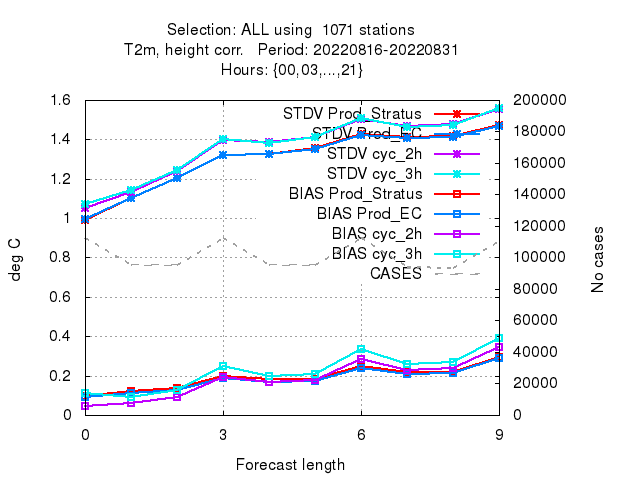 Selection: ALL using 1071 stations
T2m, height corr. Period: 20220816-20220831
Hours: {00,03,...,21}
1.6
1.4
1.2
1
0.8
0.6
0.4
0.2
0
deg C
STDV Prod_Stratus
STDV Prod_EC
STDV cyc_2h
STDV cyc_3h
BIAS Prod_Stratus
BIAS Prod_EC
BIAS cyc_2h
BIAS cyc_3h
CASES
200000
180000
160000
140000
120000
100000
80000
60000
40000
20000
0
No cases
0 3 6 9
Forecast length